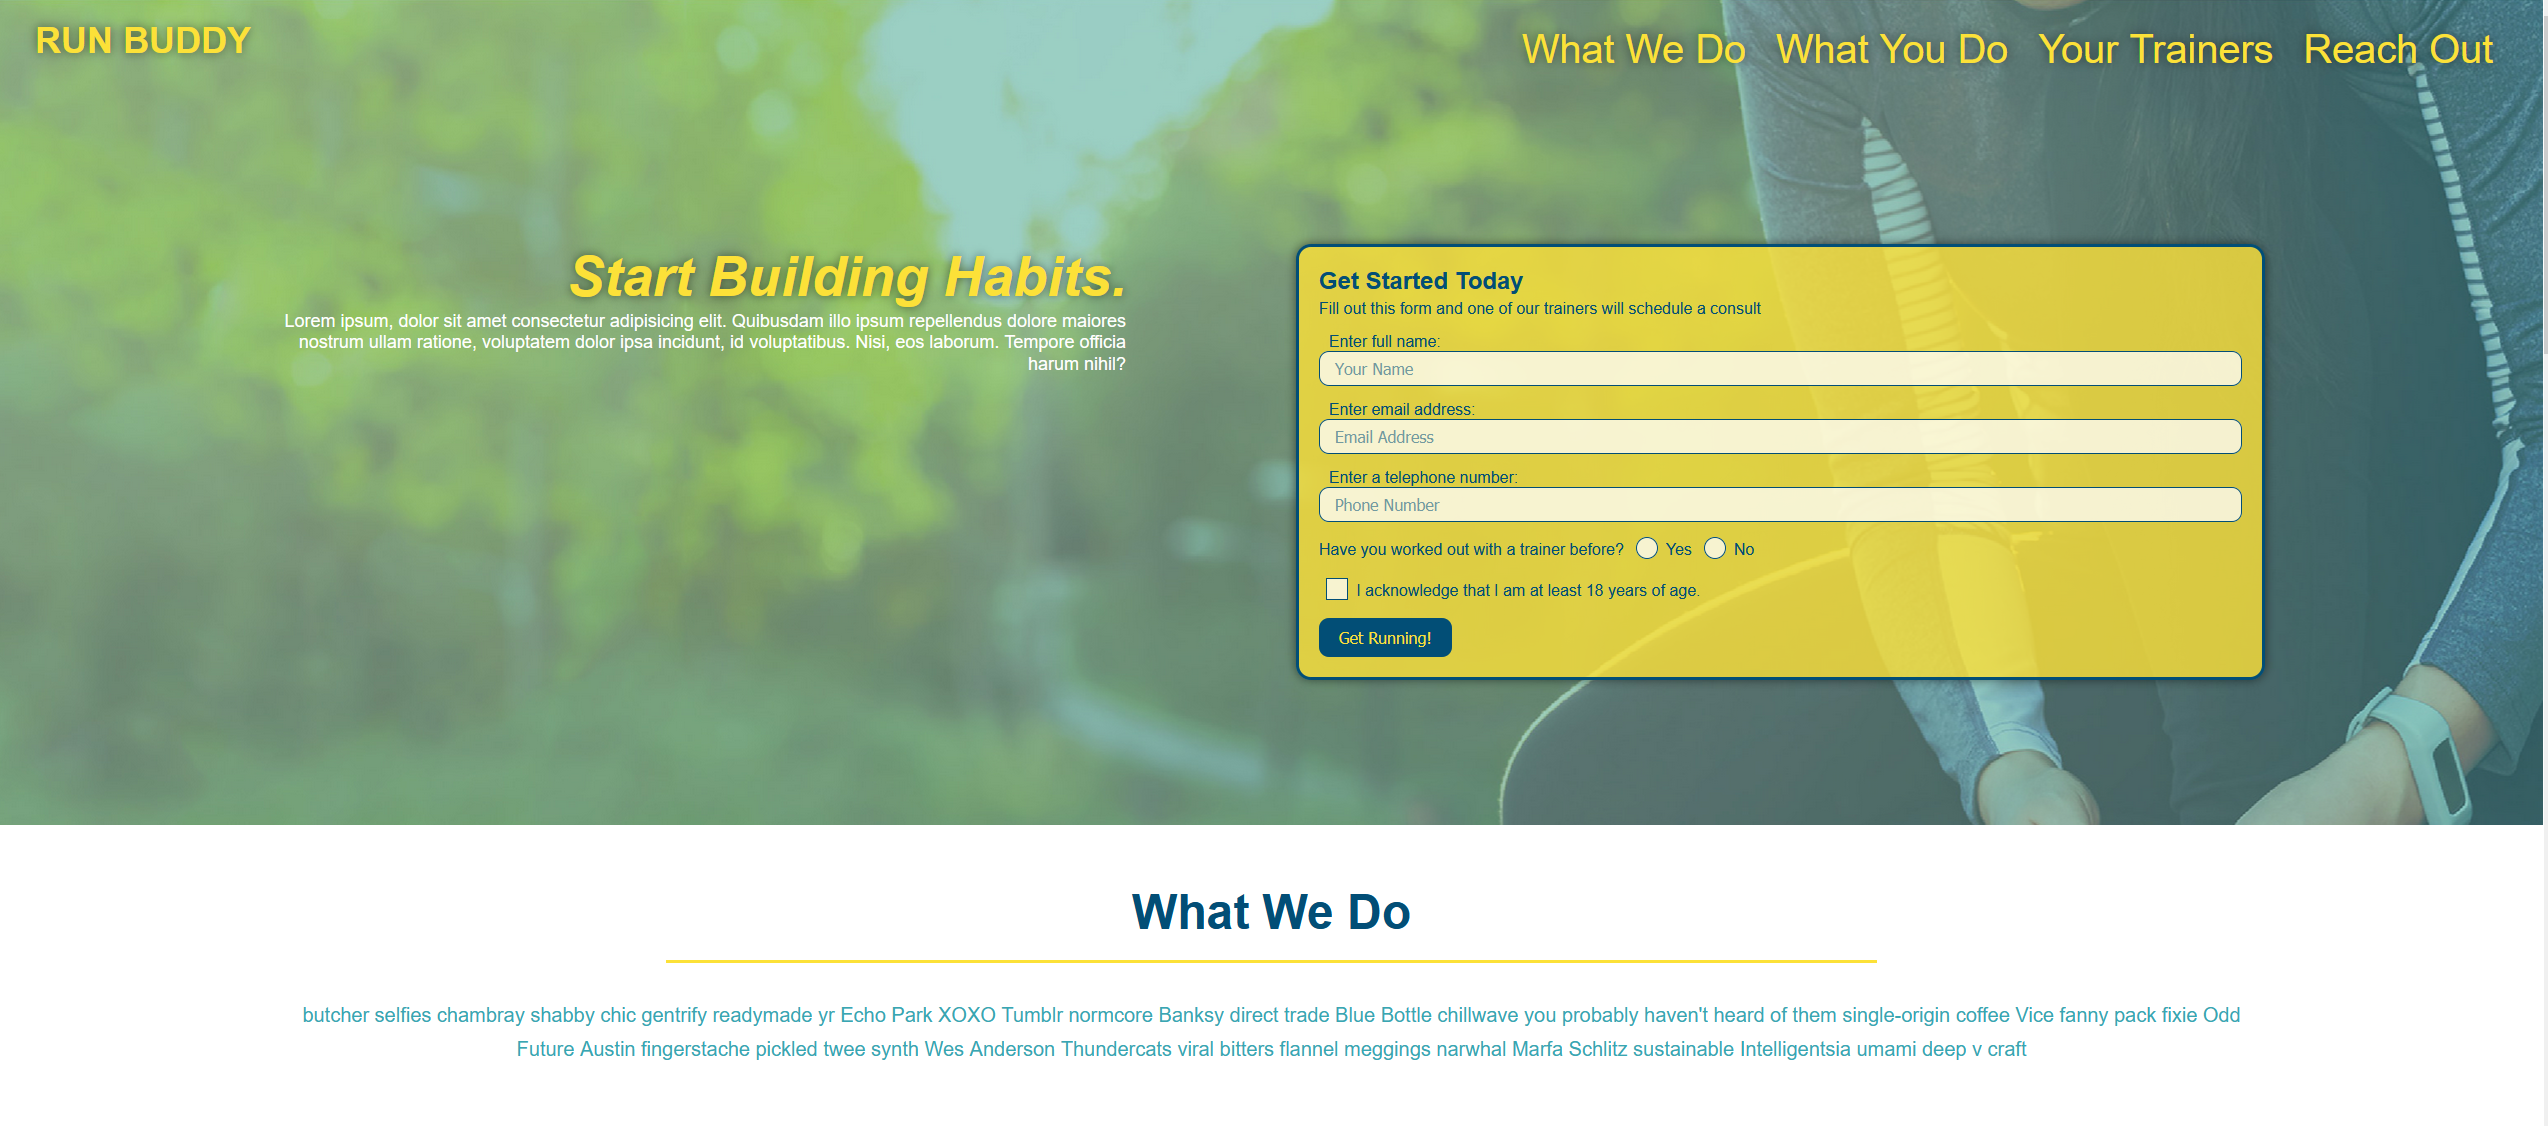 RUN BUDDY
What We Do What You Do Your Trainers Reach Out
Start Building Habits.
Lorem ipsum, dolor sit amet consectetur adipisicing elit. Quibusdam illo ipsum repellendus dolore maiores
nostrum ullam ratione, voluptatem dolor ipsa incidunt, id voluptatibus. Nisi, eos laborum. Tempore officia
harum nihil?
Get Started Today
Fill out this form and one of our trainers will schedule a consult
Enter full name:
Your Name
Enter email address:
Email Address
Enter a telephone number:
Phone Number
Have you worked out with a trainer before? Yes No
I acknowledge that I am at least 18 years of age.
Get Running!
What We Do
butcher selfies chambray shabby chic gentrify readymade yr Echo Park XOXO Tumblr normcore Banksy direct trade Blue Bottle chillwave you probably haven't heard of them single-origin coffee Vice fanny pack fixie Odd
Future Austin fingerstache pickled twee synth Wes Anderson Thundercats viral bitters flannel meggings narwhal Marfa Schlitz sustainable Intelligentsia umami deep v craft